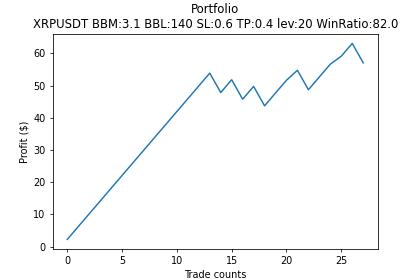 Portfolio
XRPUSDT BBM:3.1 BBL:140 SL:0.6 TP:0.4 lev:20 WinRatio:82.0
60
50
40
30
20
10
0
Profit ($)
0 5 10 15 20 25
Trade counts